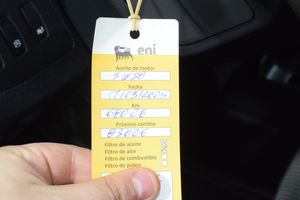 eni
Aceite de motor
5W30
Fecha
Km
Próximo cambio
Filtro de aceite
Filtro de aire
Filtro de combustible
Filtro de polen